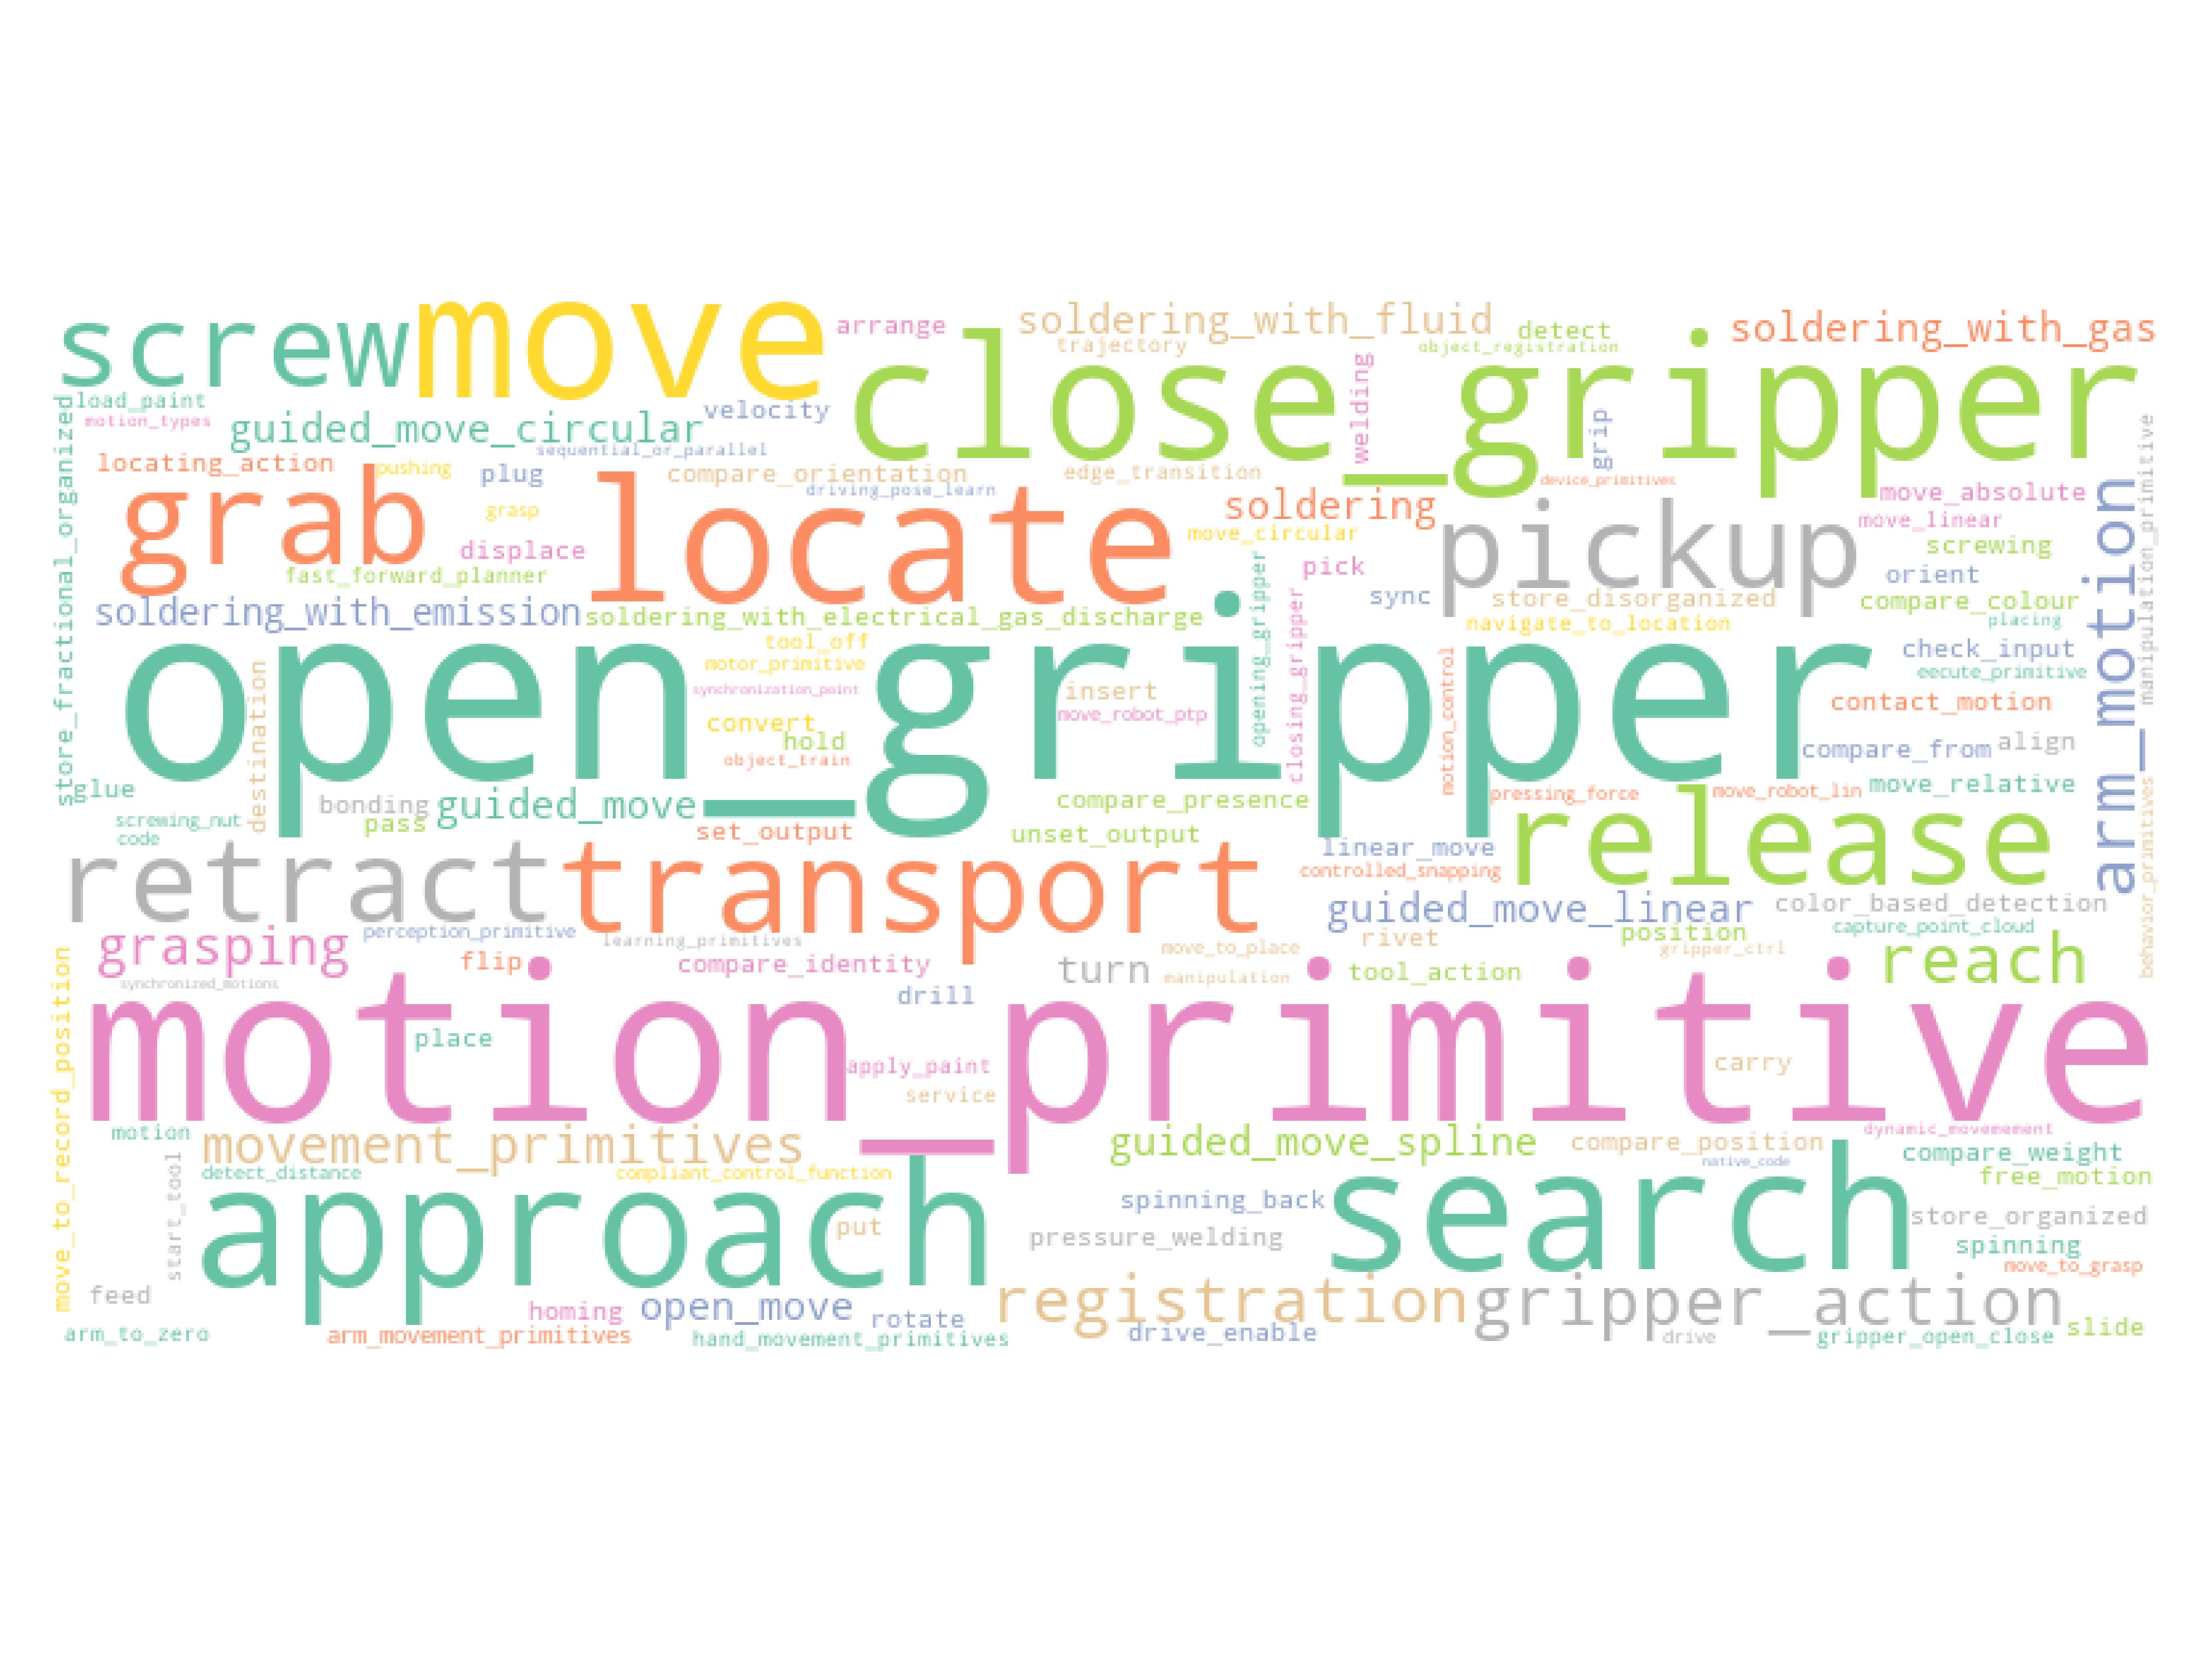 screw
move
arrange
close_gripper
soldering_with_fluid
trajectory
detect
object_registration
soldering_with_gas
load_paint
motion_types
guided_move_circular
velocity
sequential_or_parallel
welding
grip
store_fractional_organized
locating_action
grab
pushing
plug
grasp
displace
fast_forward_planner
locate
compare_orientation
driving_pose_learn
edge_transition
soldering
move_circular
device_primitives
pickup
move_absolute
move_linear
screwing
orient
compare_colour
placing
arm_motion
manipulation_primitive
pick
sync
store_disorganized
navigate_to_location
soldering_with_emission
soldering_with_electrical_gas_discharge
opening_gripper
closing_gripper
open_gripper
tool_off
motor_primitive
synchronization_point
convert
hold
object_train
insert
move_robot_ptp
motion_control
check_input
eecute_primitive
contact_motion
compare_from
align
destination
glue
screwing_nut
code
bonding
pass
guided_move
set_output
compare_presence
unset_output
pressing_force
move_robot_lin
move_relative
behavior_primitives
retract
transport
linear_move
controlled_snapping
release
guided_move_linear
color_based_detection
capture_point_cloud
grasping
perception_primitive
learning_primitives
flip
compare_identity
synchronized_motions
move_to_place
manipulation
turn
rivet
position
gripper_ctrl
tool_action
reach
drill
motion_primitive
place
apply_paint
service
carry
move_to_record_position
motion
movement_primitives
detect_distance
compliant_control_function
guided_move_spline
compare_position
native_code
dynamic_movemement
compare_weight
free_motion
start_tool
approach
put
spinning_back
pressure_welding
search
store_organized
spinning
move_to_grasp
feed
arm_to_zero
homing
open_move
rotate
arm_movement_primitives
hand_movement_primitives
registration
drive_enable
gripper_action
drive
gripper_open_close
slide